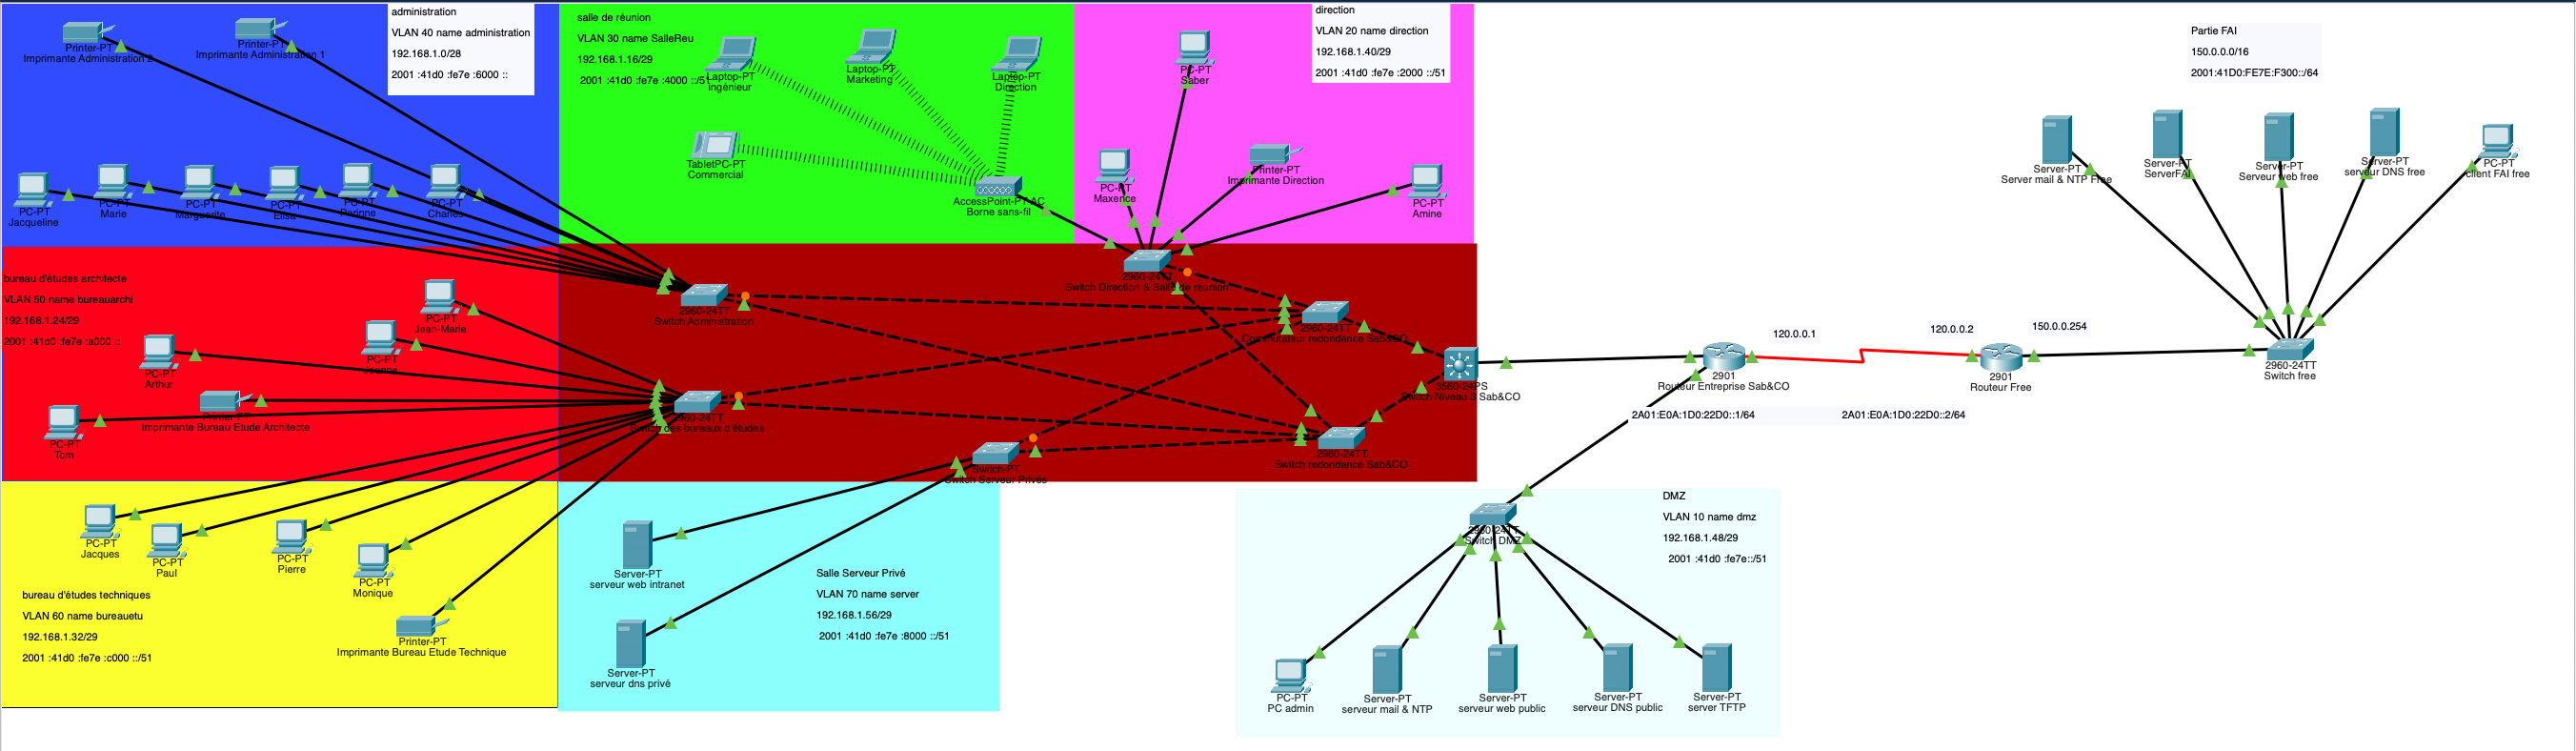 administration
VLAN 40 name administration
192.168.1.0/28
2001 :41d0 :fe7e :6000 ::
Printer-PT
Imprimante Administration 2
Printer-PT
Imprimante Administration 1
PC-PT
Jacqueline
PC-PT
Marie
PC-PT
Marguerite
PC-PT
Elisa
PC-PT
Perinne
PC-PT
Charles
salle de réunion
VLAN 30 name SalleReu
192.168.1.16/29
2001 :41d0 :fe7e :4000 ::/51
Laptop-PT
ingénieur
Laptop-PT
Marketing
Laptop-PT
Direction
TabletPC-PT
Commercial
AccessPoint-PT-AC
Borne sans-fil
direction
VLAN 20 name direction
192.168.1.40/29
2001 :41d0 :fe7e :2000 ::/51
PC-PT
Saber
PC-PT
Maxence
Printer-PT
Imprimante Direction
PC-PT
Amine
Partie FAI
150.0.0.0/16
2001:41D0:FE7E:F300::/64
Server-PT
Server mail & NTP Free
Server-PT
ServerFAI
Server-PT
Serveur web free
Server-PT
serveur DNS free
PC-PT
client FAI free
bureau d'études architecte
VLAN 50 name bureauarchi
192.168.1.24/29
2001 :41d0 :fe7e :a000 ::
PC-PT
Jean-Marie
PC-PT
Jeanne
PC-PT
Arthur
Printer-PT
Imprimante Bureau Etude Architecte
PC-PT
Tom
2960-24TT
Switch Administration
2960-24TT
Switch Direction & Salle de réunion
2960-24TT
Commutateur redondance Sab&CO
2960-24TT
Switch des bureaux d'études
Switch-PT
Switch Serveur Privés
2960-24TT
Switch redondance Sab&CO
3560-24PS
Switch Niveau 3 Sab&CO
120.0.0.1
120.0.0.2
150.0.0.254
2901
Routeur Entreprise Sab&CO
2901
Routeur Free
2960-24TT
Switch free
2A01:E0A:1D0:22D0::1/64
2A01:E0A:1D0:22D0::2/64
PC-PT
Jacques
PC-PT
Paul
PC-PT
Pierre
PC-PT
Monique
Printer-PT
Imprimante Bureau Etude Technique
bureau d'études techniques
VLAN 60 name bureauetu
192.168.1.32/29
2001 :41d0 :fe7e :c000 ::/51
Server-PT
serveur web intranet
Server-PT
serveur dns privé
Salle Serveur Privé
VLAN 70 name server
192.168.1.56/29
2001 :41d0 :fe7e :8000 ::/51
DMZ
VLAN 10 name dmz
192.168.1.48/29
2001 :41d0 :fe7e::/51
2960-24TT
Switch DMZ
PC-PT
PC admin
Server-PT
serveur mail & NTP
Server-PT
serveur web public
Server-PT
serveur DNS public
Server-PT
server TFTP